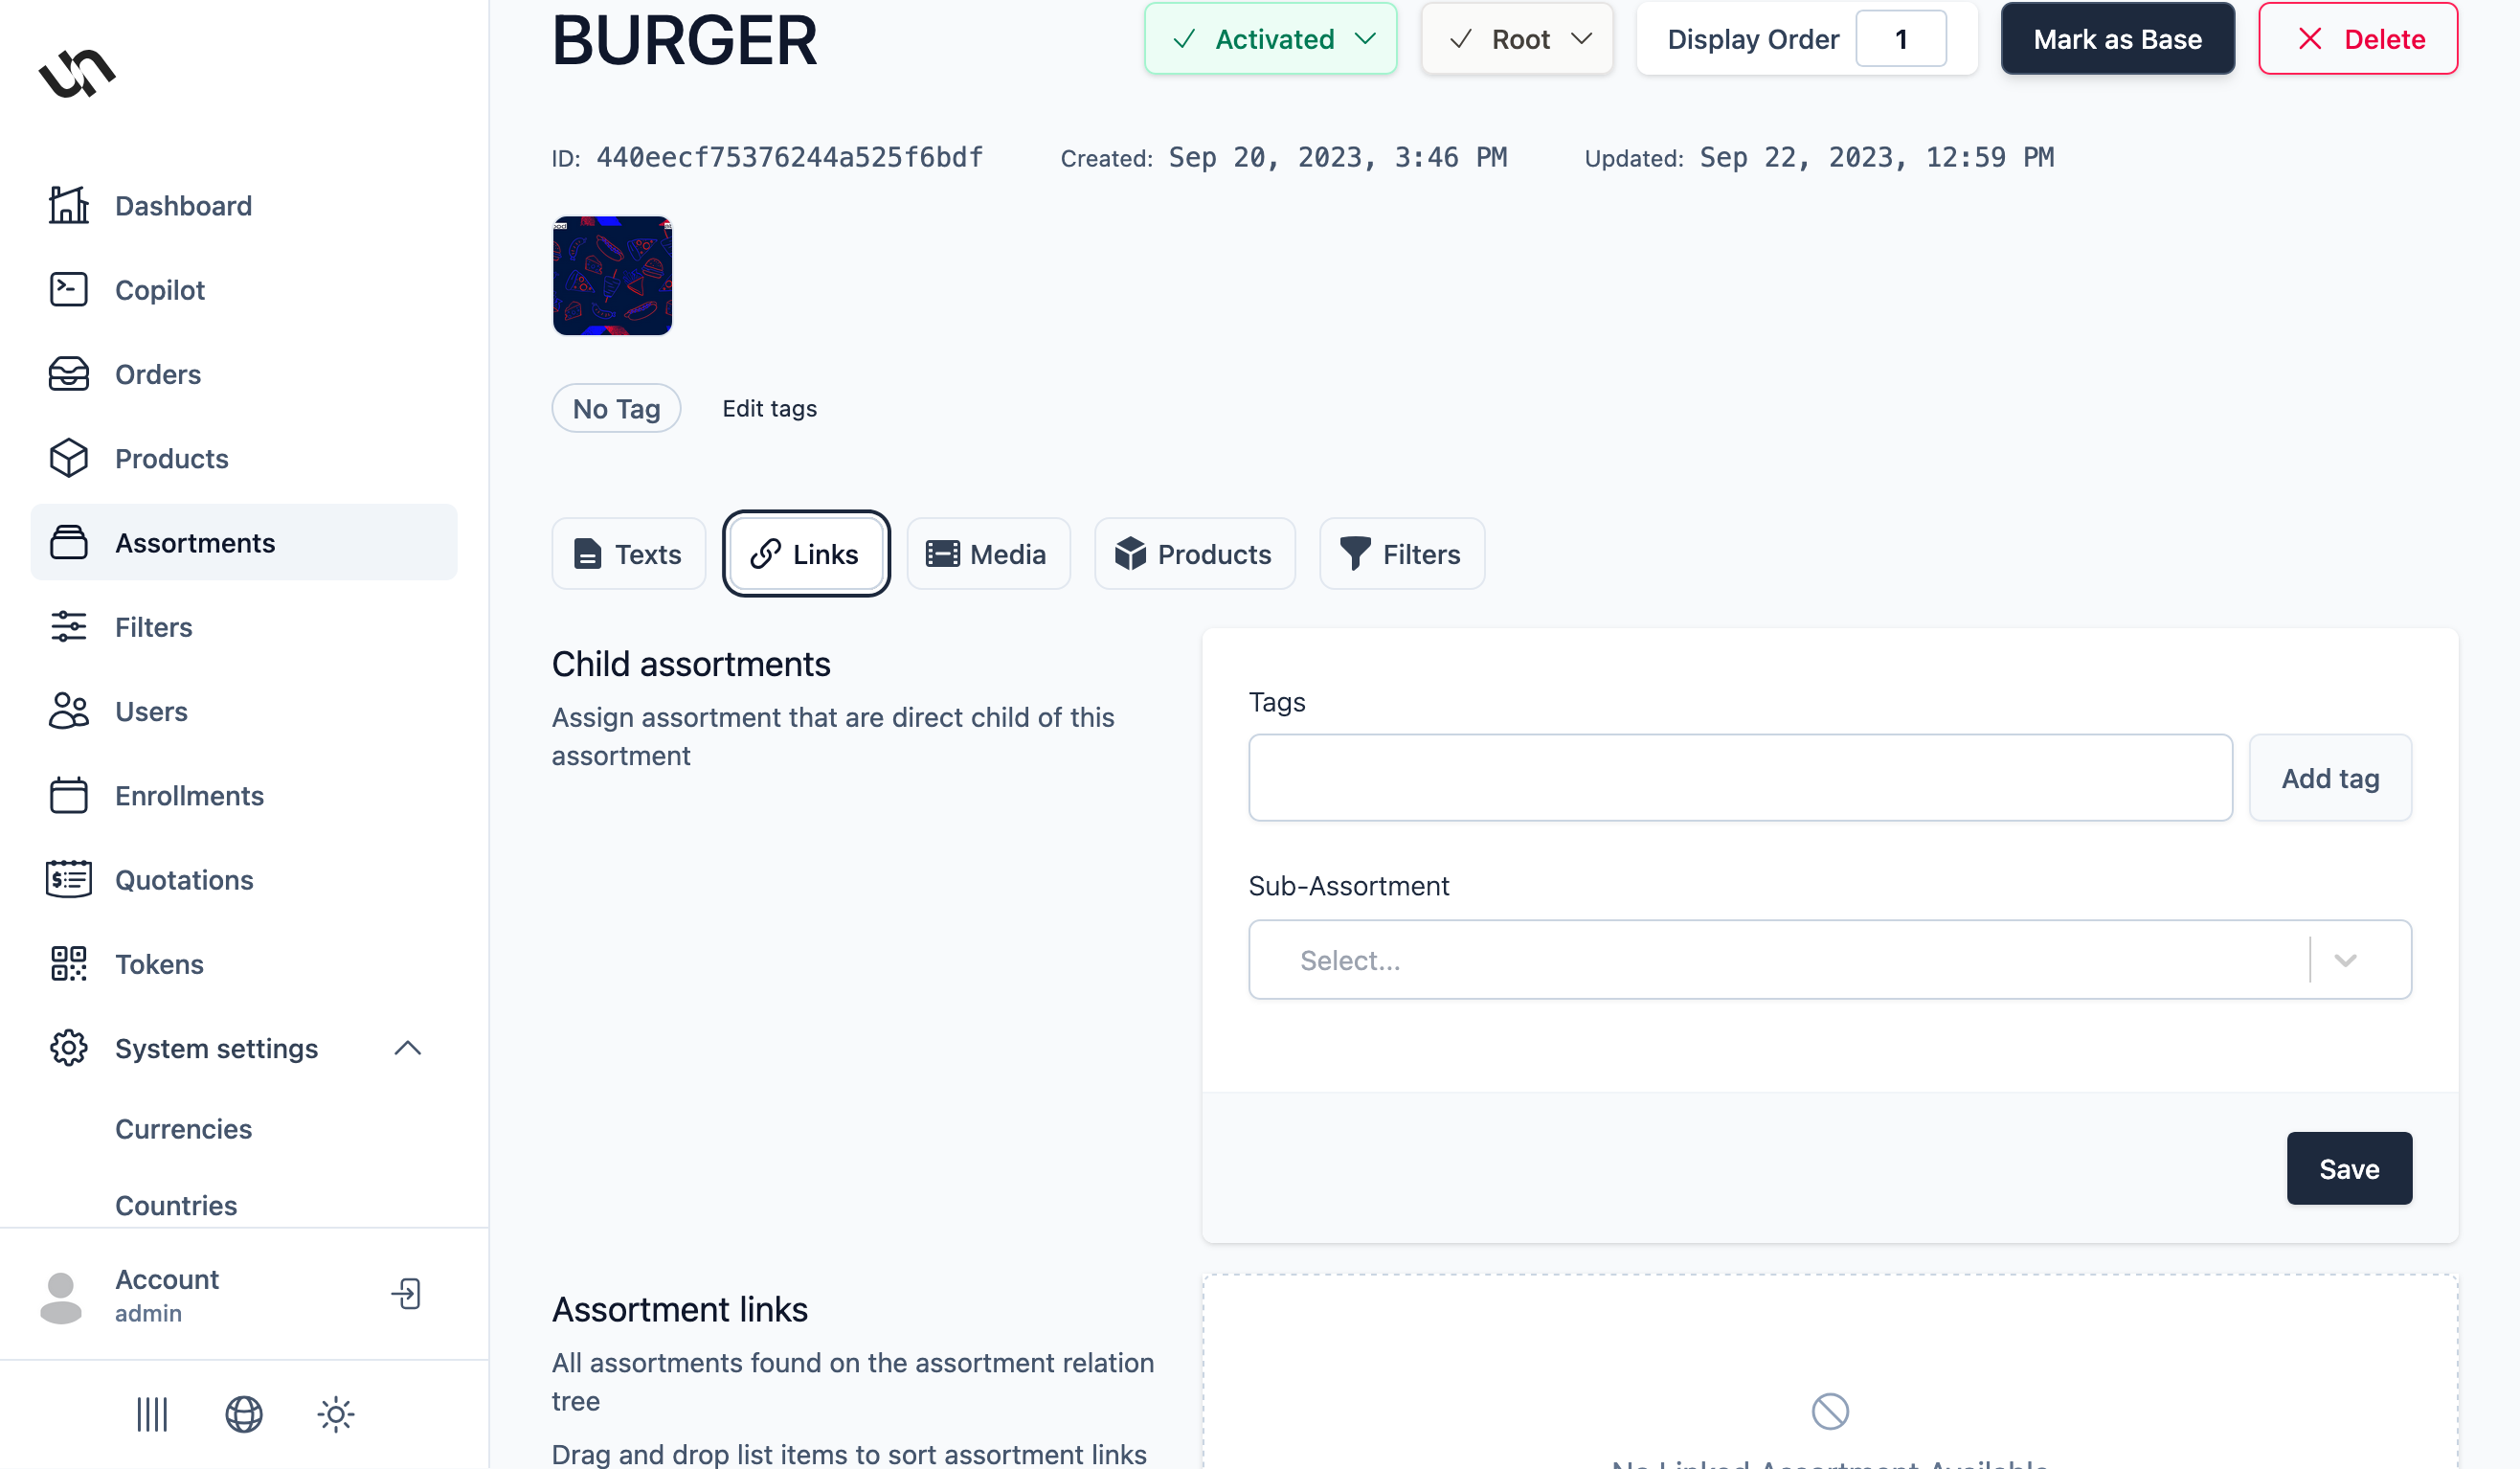 BURGER
Activated
Root
Display Order 1
Mark as Base
Delete
ID: 440eecf75376244a525f6bdf
Created: Sep 20, 2023, 3:46 PM
Updated: Sep 22, 2023, 12:59 PM
No Tag
Edit tags
Dashboard
Copilot
Orders
Products
Assortments
Filters
Users
Enrollments
Quotations
Tokens
System settings
Currencies
Countries
Account
admin
Texts
Links
Media
Products
Filters
Child assortments
Assign assortment that are direct child of this
assortment
Tags
Add tag
Sub-Assortment
Select...
Save
Assortment links
All assortments found on the assortment relation
tree
Drag and drop list items to sort assortment links
No Linked Assortment Available